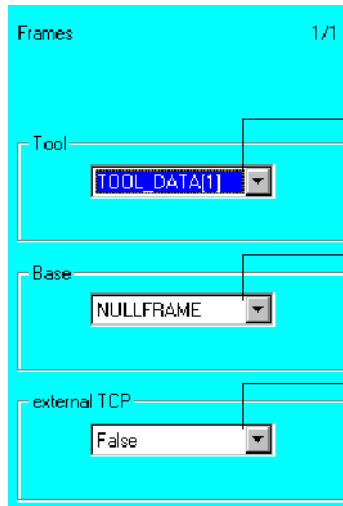 Frames 1/1
Tool
TOOL_DATA[1]
Base
NULLFRAME
external TCP
False